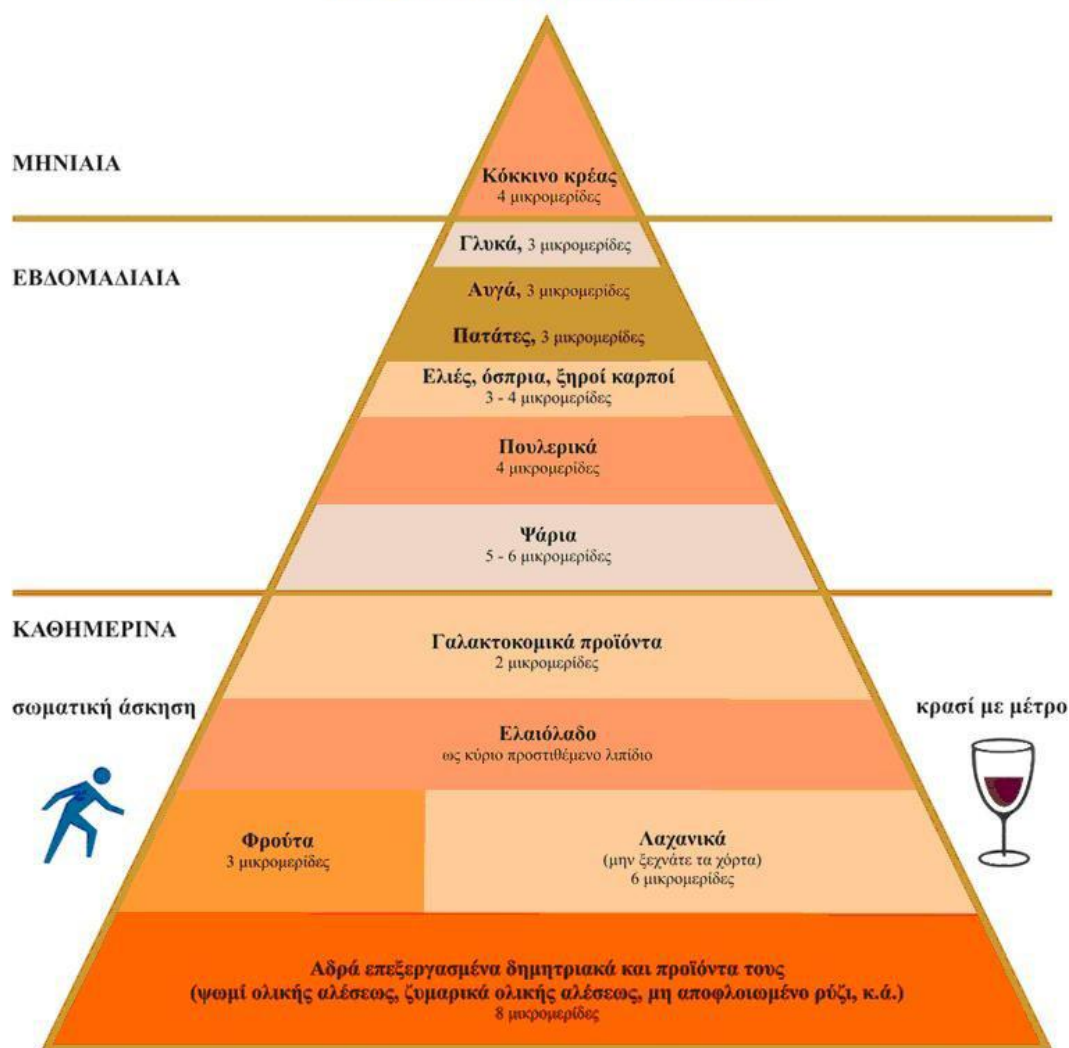 ΜΗΝΙΑΙΑ
Κόκκινο κρέας
4 μικρομερίδες
Γλυκά, 3 μικρομερίδες
ΕΒΔΟΜΑΔΙΑΙΑ
Αυγά, 3 μικρομερίδες
Πατάτες, 3 μικρομερίδες
Ελιές, όσπρια, ξηροί καρποί
3 - 4 μικρομερίδες
Πουλερικά
4 μικρομερίδες
Ψάρια
5 - 6 μικρομερίδες
ΚΑΘΗΜΕΡΙΝΑ
Γαλακτοκομικά προϊόντα
2 μικρομερίδες
σωματική άσκηση
κρασί με μέτρο
Ελαιόλαδο
ως κύριο προστιθέμενο λιπίδιο
Φρούτα
3 μικρομερίδες
Λαχανικά
(μην ξεχνάτε τα χόρτα)
6 μικρομερίδες
Αδρά επεξεργασμένα δημητριακά και προϊόντα τους
(ψωμί ολικής αλέσεως, ζυμαρικά ολικής αλέσεως, μη αποφλοιωμένο ρύζι, κ.ά.)
8 μικρομερίδες